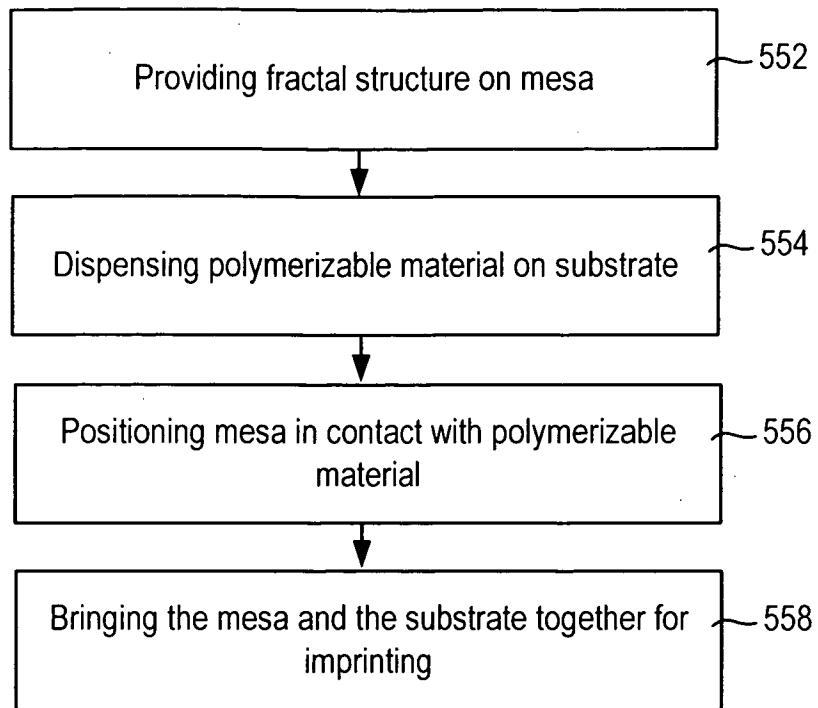 Providing fractal structure on mesa
552
Dispensing polymerizable material on substrate
554
Positioning mesa in contact with polymerizable
material
556
Bringing the mesa and the substrate together for
imprinting
558